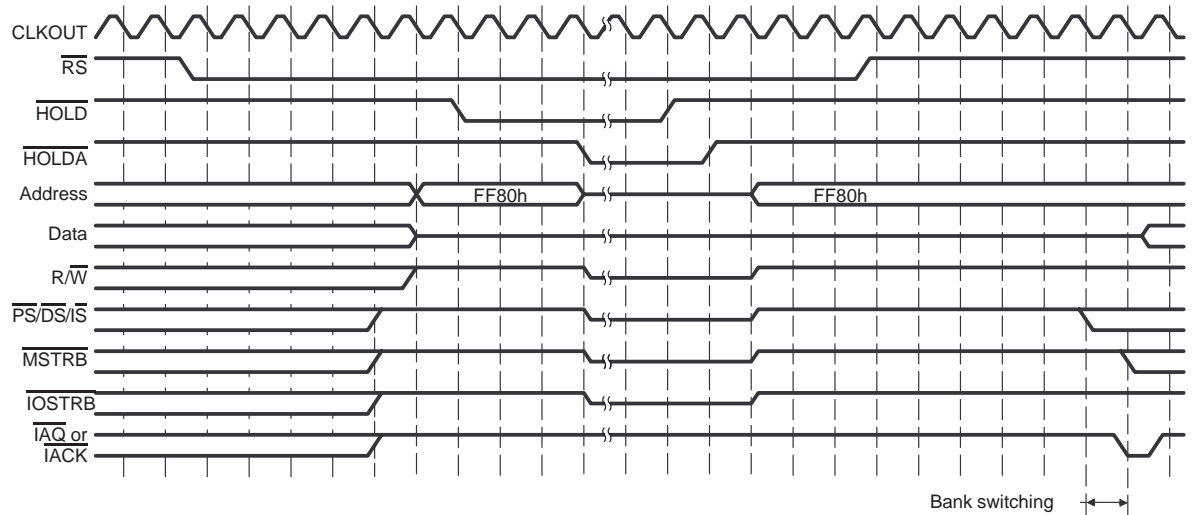 CLKOUT
RS
HOLD
HOLDA
Address FF80h FF80h
Data
R/W
PS/DS/IS
MSTRB
IOSTRB
IAQ or
IACK
Bank switching